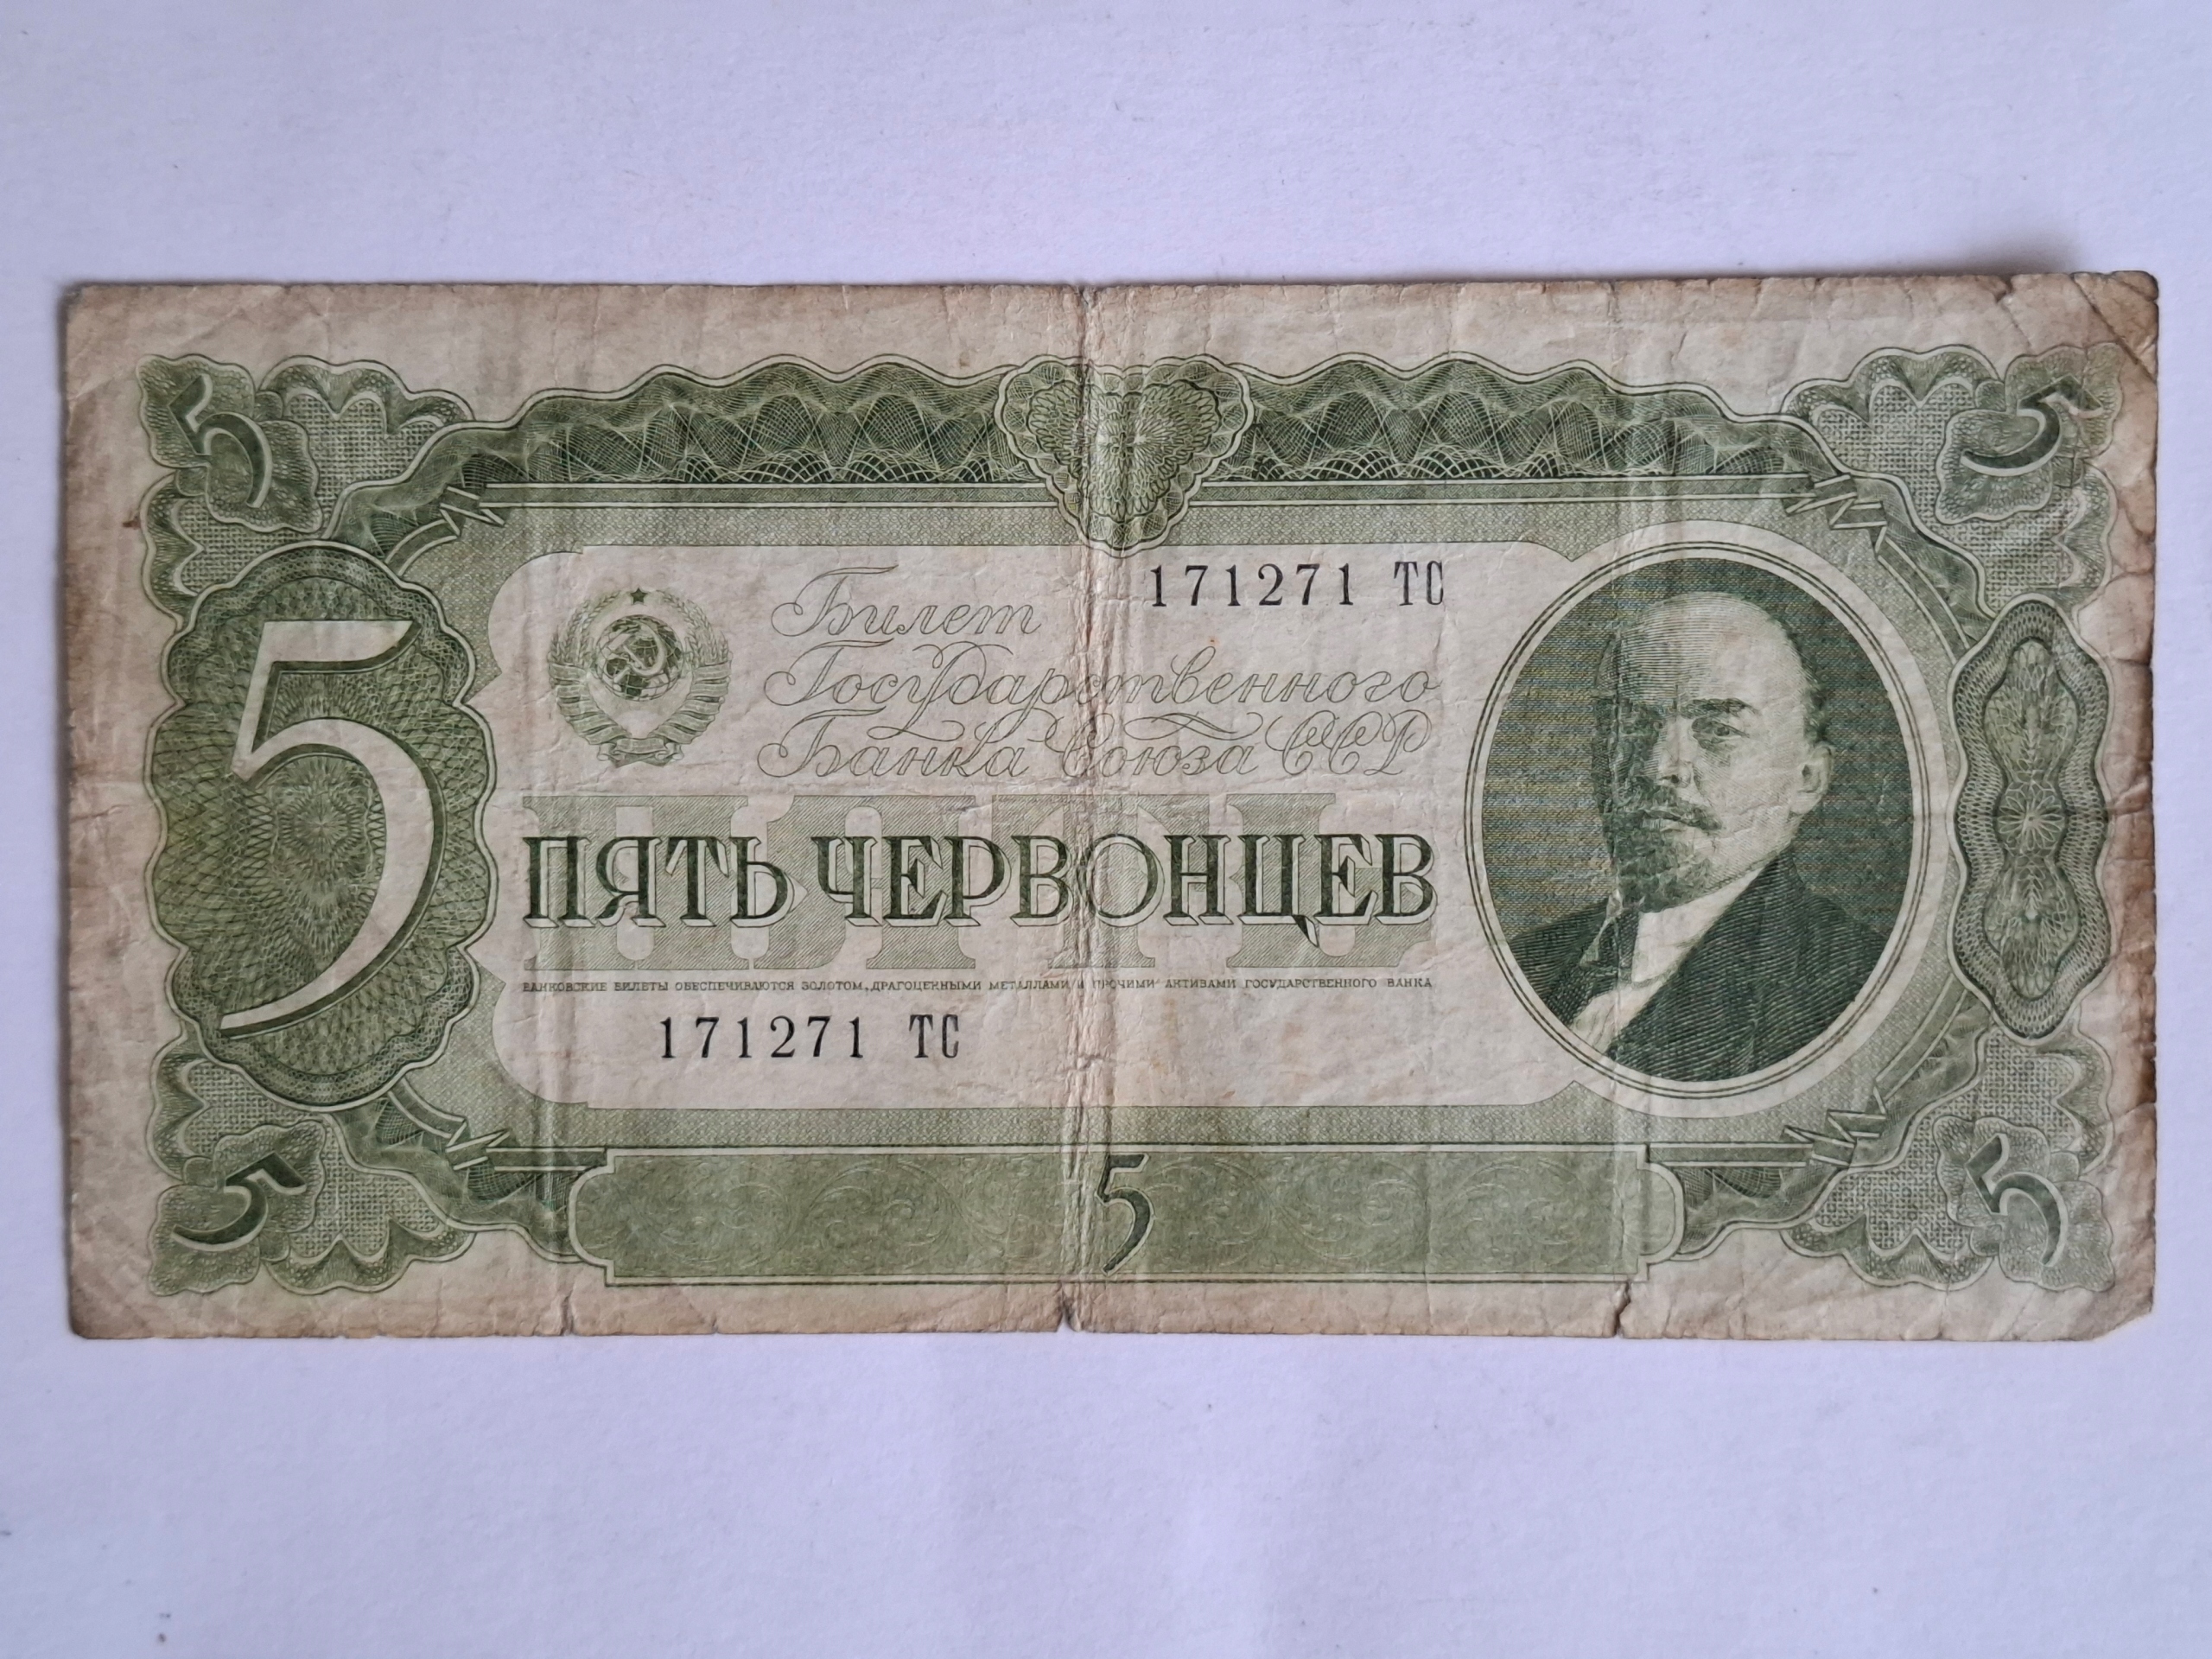 5 5
171271 ТС
Билет
Государственного
Банка Союза ССР
5
ПЯТЬ
ПЯТЬ ЧЕРВОНЦЕВ
БАНКОВСКИЕ БИЛЕТЫ ОБЕСПЕЧИВАЮТСЯ ЗОЛОТОМ, ДРАГОЦЕННЫМИ МЕТАЛЛАМИ И ПРОЧИМИ АКТИВАМИ ГОСУДАРСТВЕННОГО БАНКА
171271 ТС
5 5 5